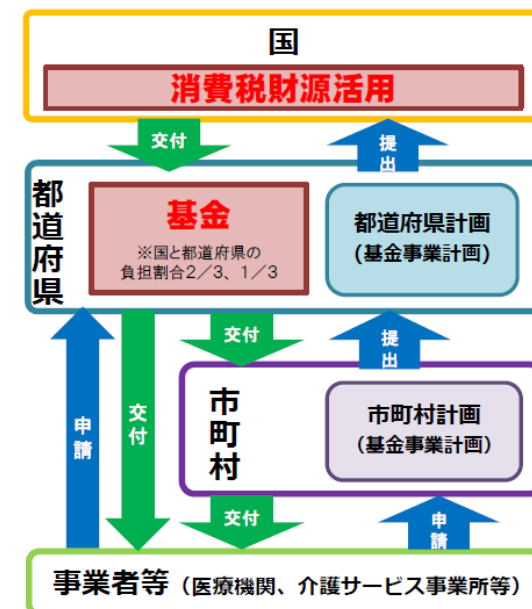 国
消費税財源活用
交付
提出
都道府県
基金
※国と都道府県の
負担割合2/3、1/3
都道府県計画
(基金事業計画)
交付
提出
申請
交付
市町村
市町村計画
(基金事業計画)
交付
申請
事業者等(医療機関、介護サービス事業所等)